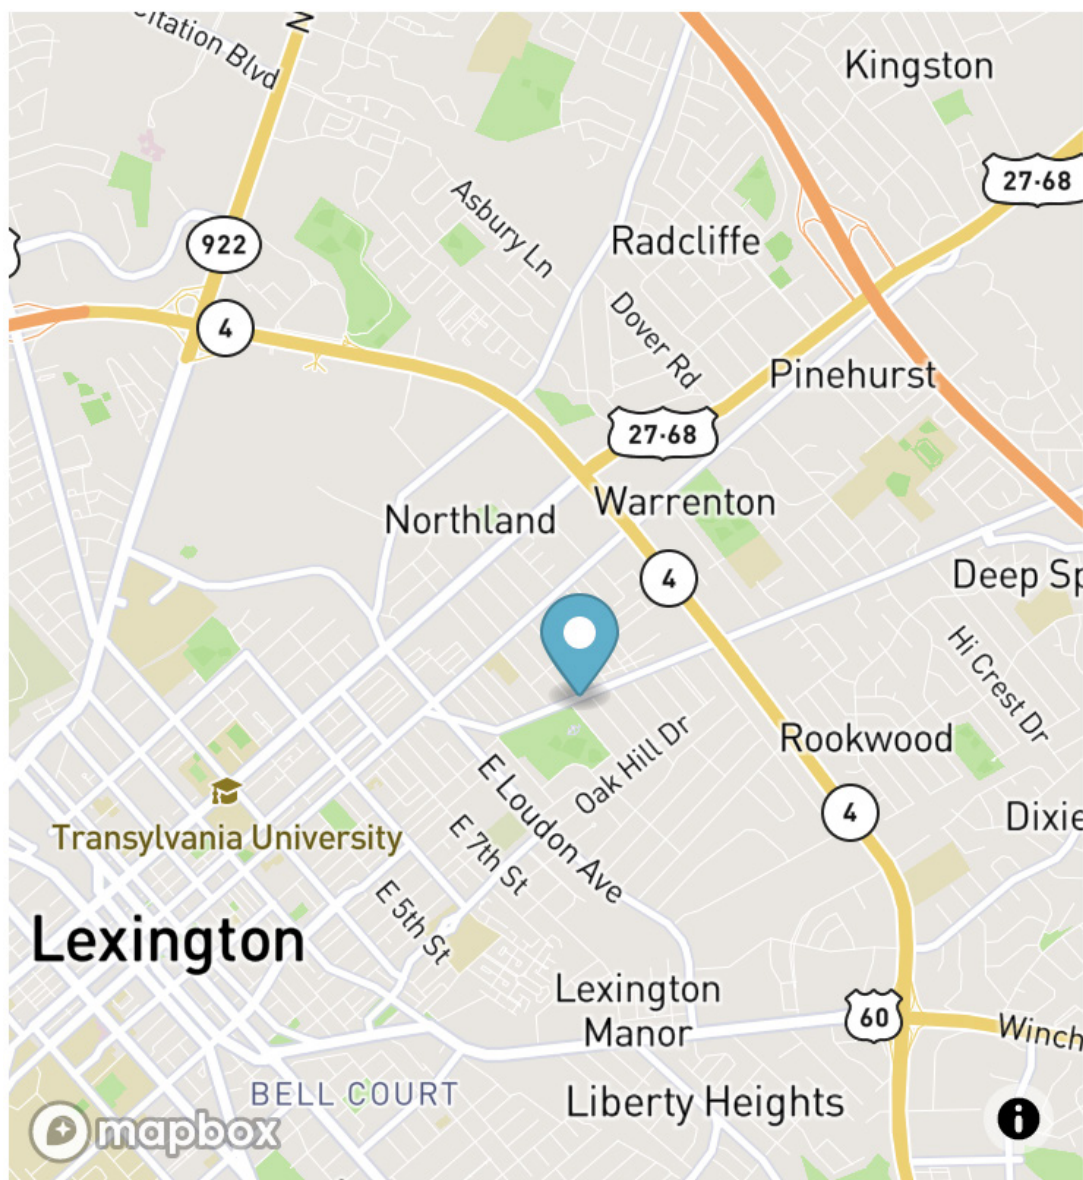 Citation Blvd
N
Kingston
27·68
Asbury Ln
922
Radcliffe
4
Dover Rd
Pinehurst
27·68
Warrenton
Northland
4
Deep Sp
Hi Crest Dr
Oak Hill Dr
Rookwood
E Loudon Ave
4
Dixie
Transylvania University
E 7th St
E 5th St
Lexington
Lexington
Manor
60
Winch
BELL COURT
Liberty Heights
mapbox